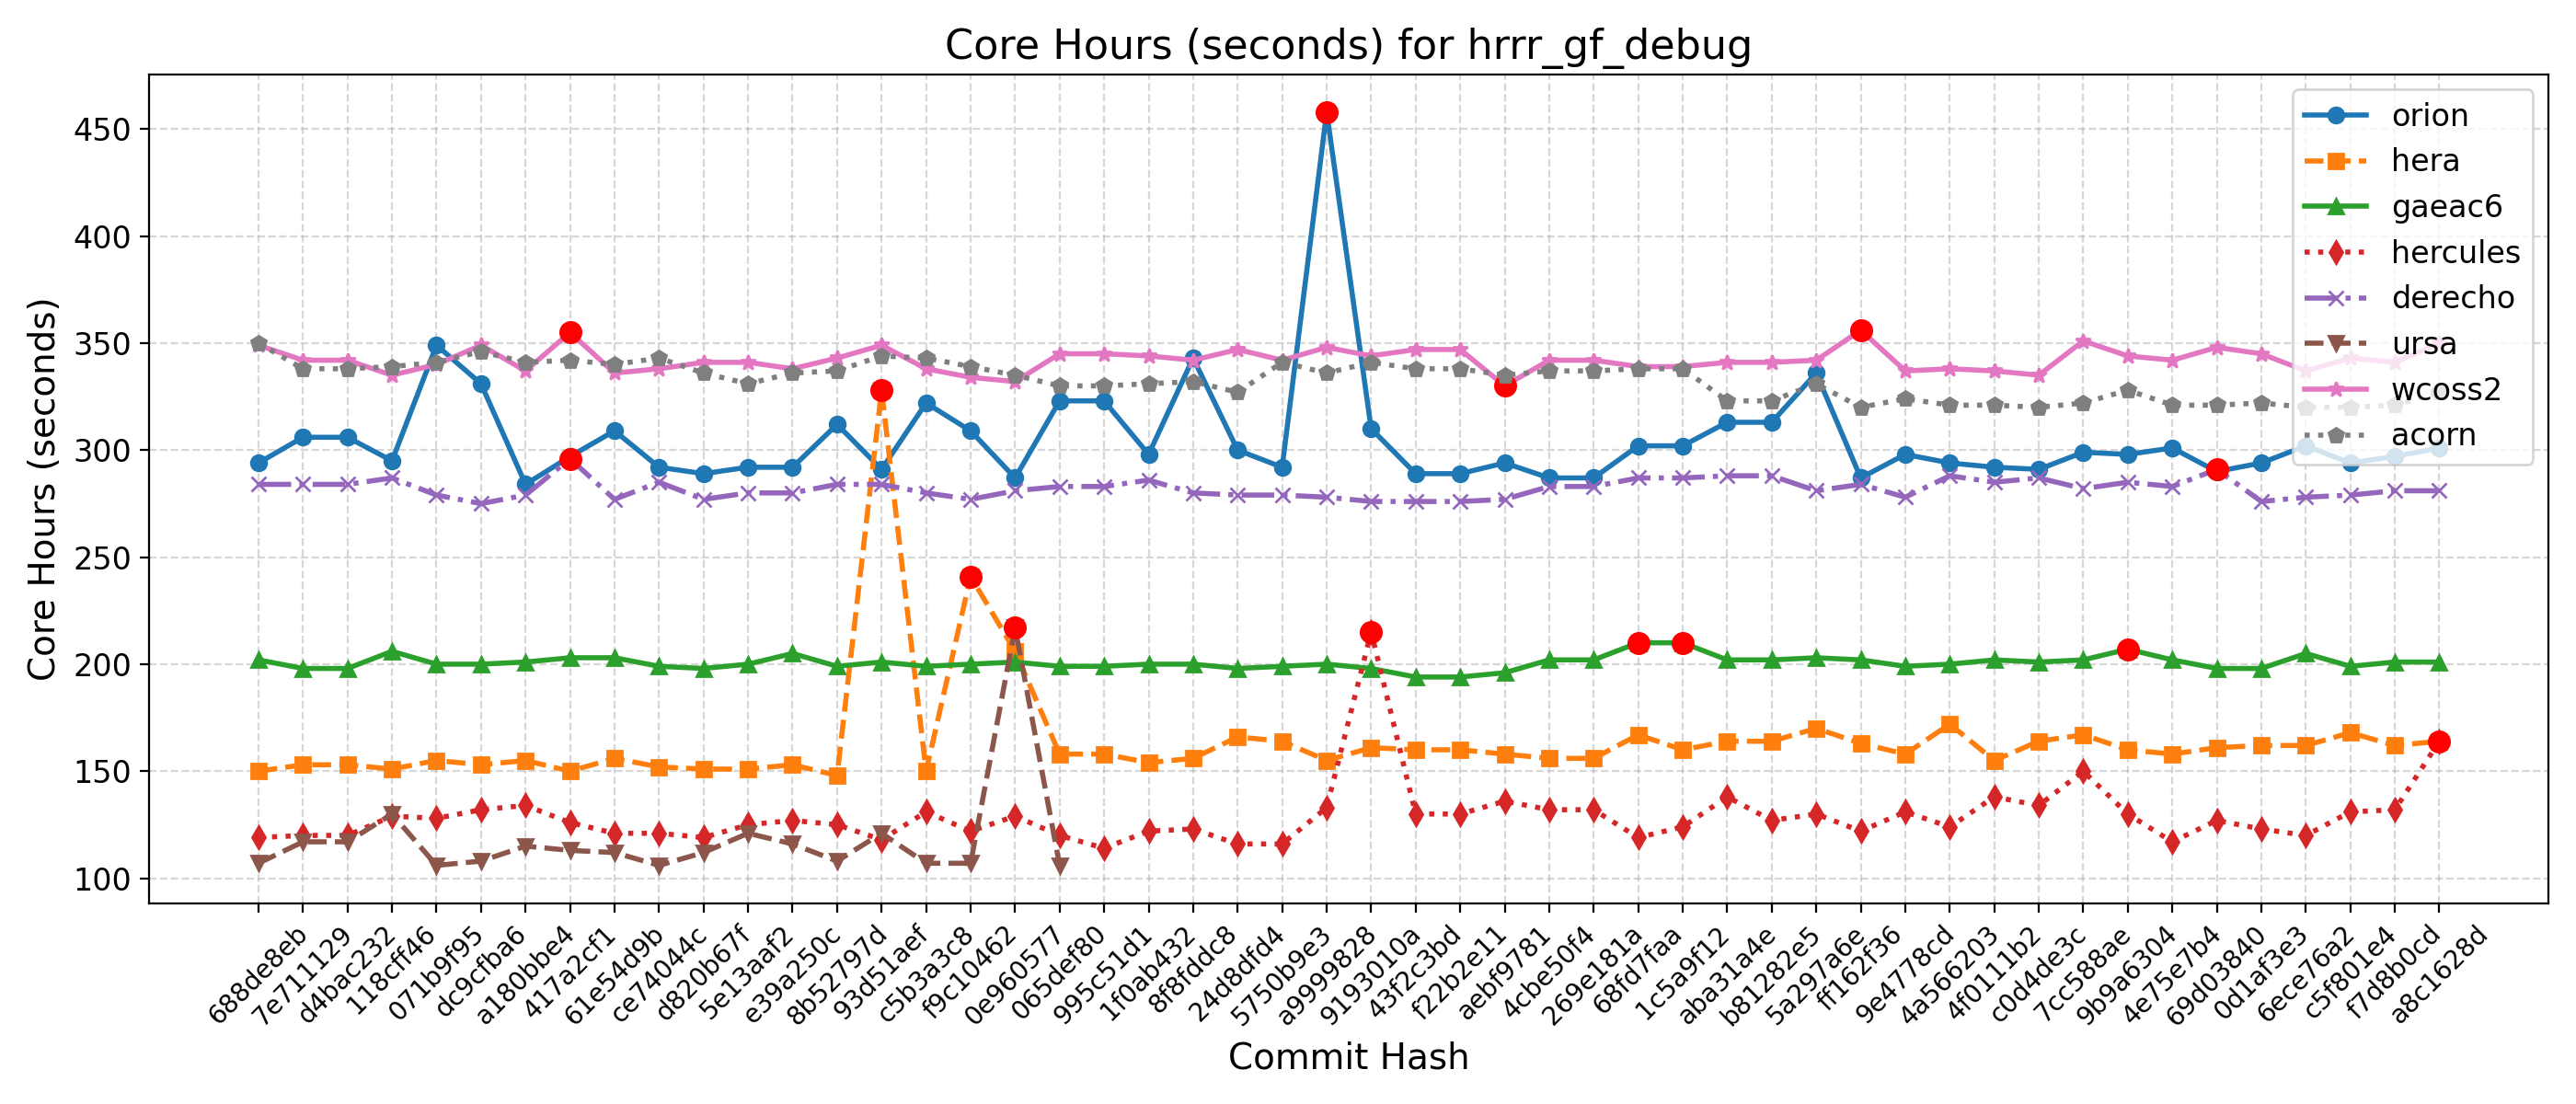 Core Hours (seconds) for hrrr_gf_debug
Core Hours (seconds)
450
400
350
300
250
200
150
100
orion
hera
gaeac6
hercules
derecho
ursa
wcoss2
acorn
688de8eb
7e711129
d4bac232
118cff46
071b9f95
dc9cfba6
a180bbe4
417a2cf1
61e54d9b
ce74044c
d820b67f
5e13aaf2
e39a250c
8b52797d
93d51aef
c5b3a3c8
f9c10462
0e960577
065def80
995c51d1
1f0ab432
8f8fddc8
24d8dfd4
5750b9e3
a9999828
9193010a
43f2c3bd
f22b2e11
aebf9781
4cbe50f4
269e181a
68fd7faa
1c5a9f12
aba31a4e
b81282e5
5a297a6e
ff162f36
9e4778cd
4a566203
4f0111b2
c0d4de3c
7cc588ae
9b9a6304
4e75e7b4
69d03840
0d1af3e3
6ece76a2
c5f801e4
f7d8b0cd
a8c1628d
Commit Hash